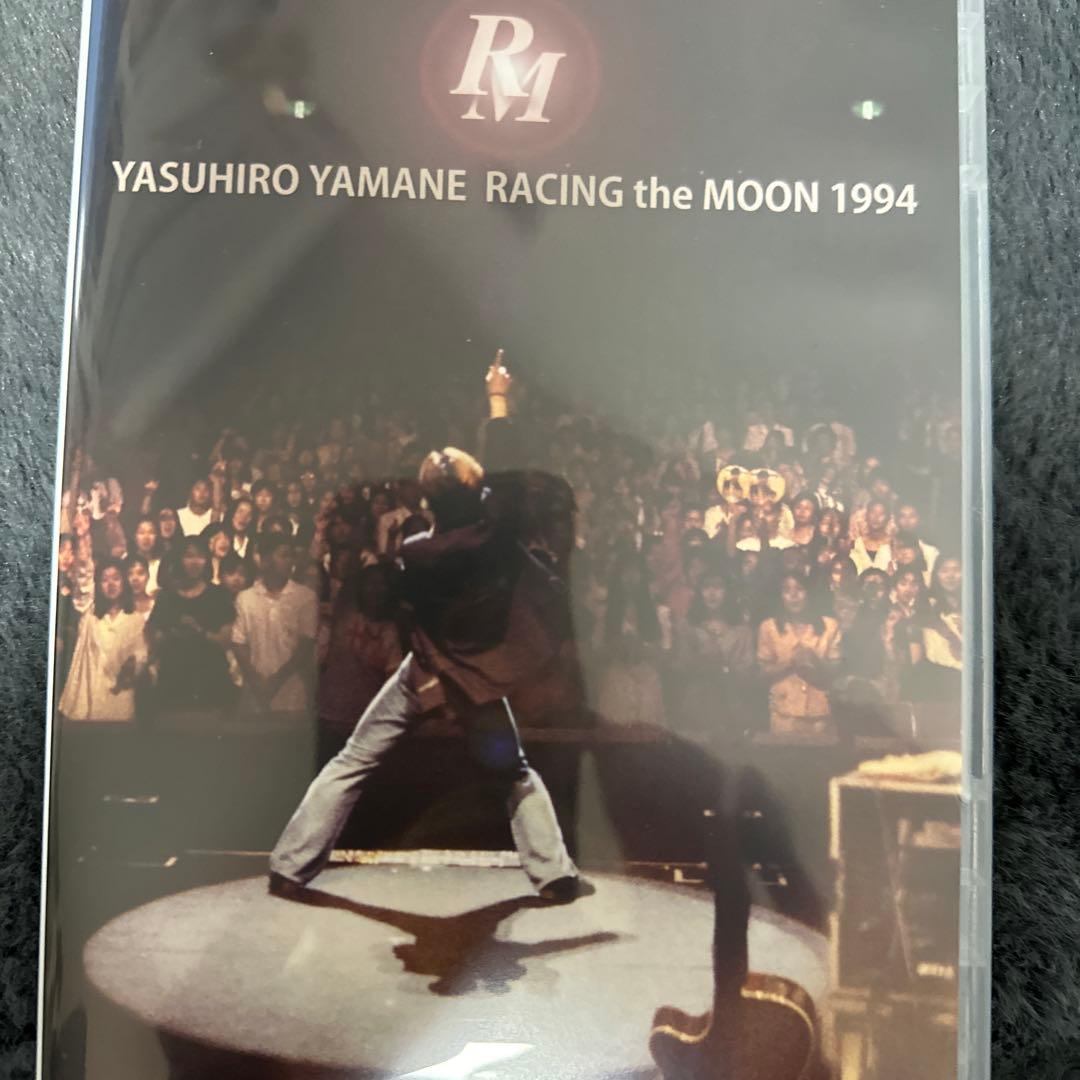 RM
YASUHIRO YAMANE RACING the MOON 1994